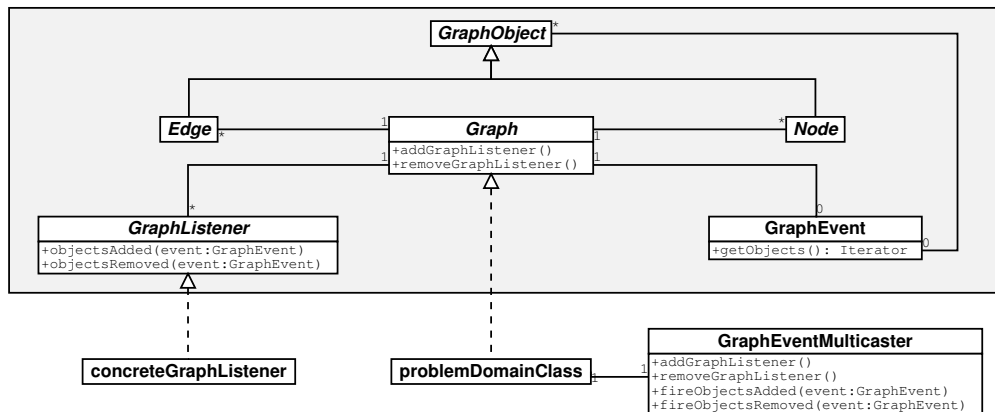 GraphObject
*
Edge
*
1
Graph
1
*
Node
+addGraphListener()
+removeGraphListener()
1
1
*
0
GraphListener
+objectsAdded(event:GraphEvent)
+objectsRemoved(event:GraphEvent)
GraphEvent
+getObjects(): Iterator
0
concreteGraphListener
problemDomainClass
1
1
GraphEventMulticaster
+addGraphListener()
+removeGraphListener()
+fireObjectsAdded(event:GraphEvent)
+fireObjectsRemoved(event:GraphEvent)